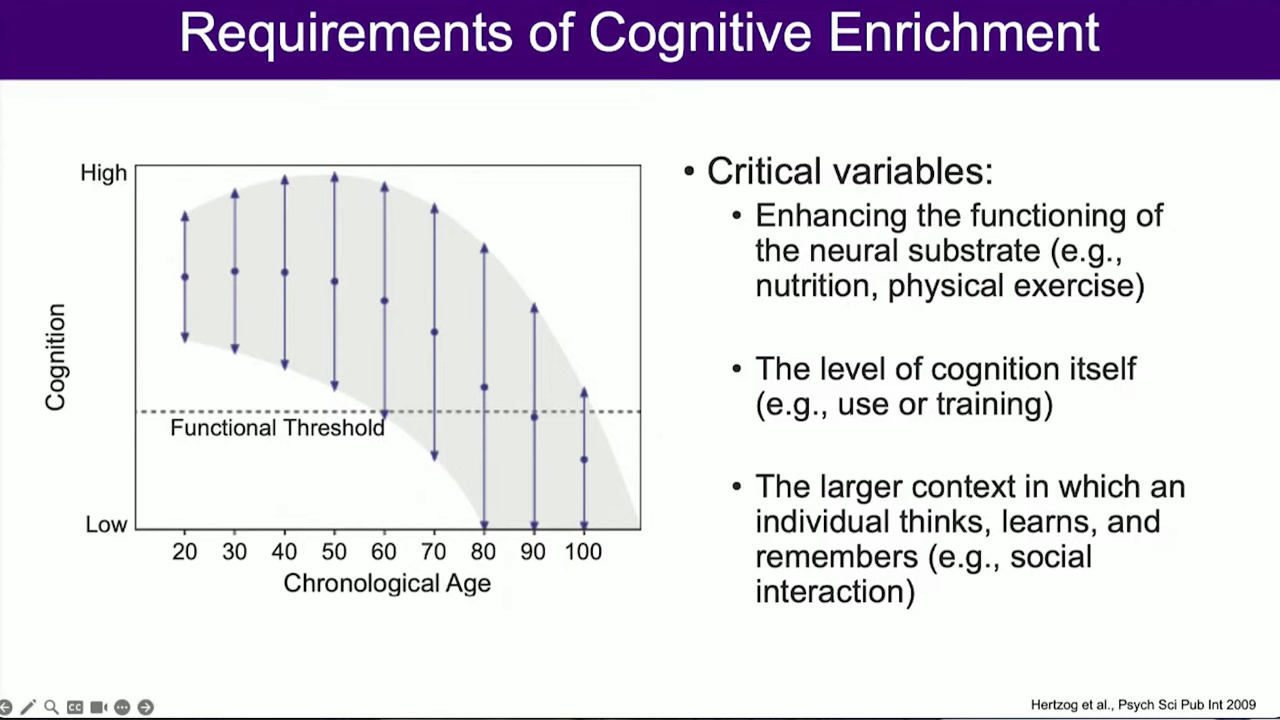 Requirements of Cognitive Enrichment
High
Cognition
Functional Threshold
Low
20 30 40 50 60 70 80 90 100
Chronological Age
• Critical variables:
• Enhancing the functioning of
the neural substrate (e.g.,
nutrition, physical exercise)
• The level of cognition itself
(e.g., use or training)
• The larger context in which an
individual thinks, learns, and
remembers (e.g., social
interaction)
CC
Hertzog et al., Psych Sci Pub Int 2009